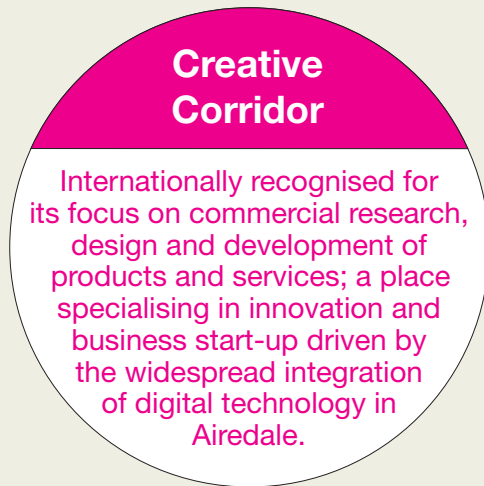 Creative
Corridor
Internationally recognised for
its focus on commercial research,
design and development of
products and services; a place
specialising in innovation and
business start-up driven by
the widespread integration
of digital technology in
Airedale.